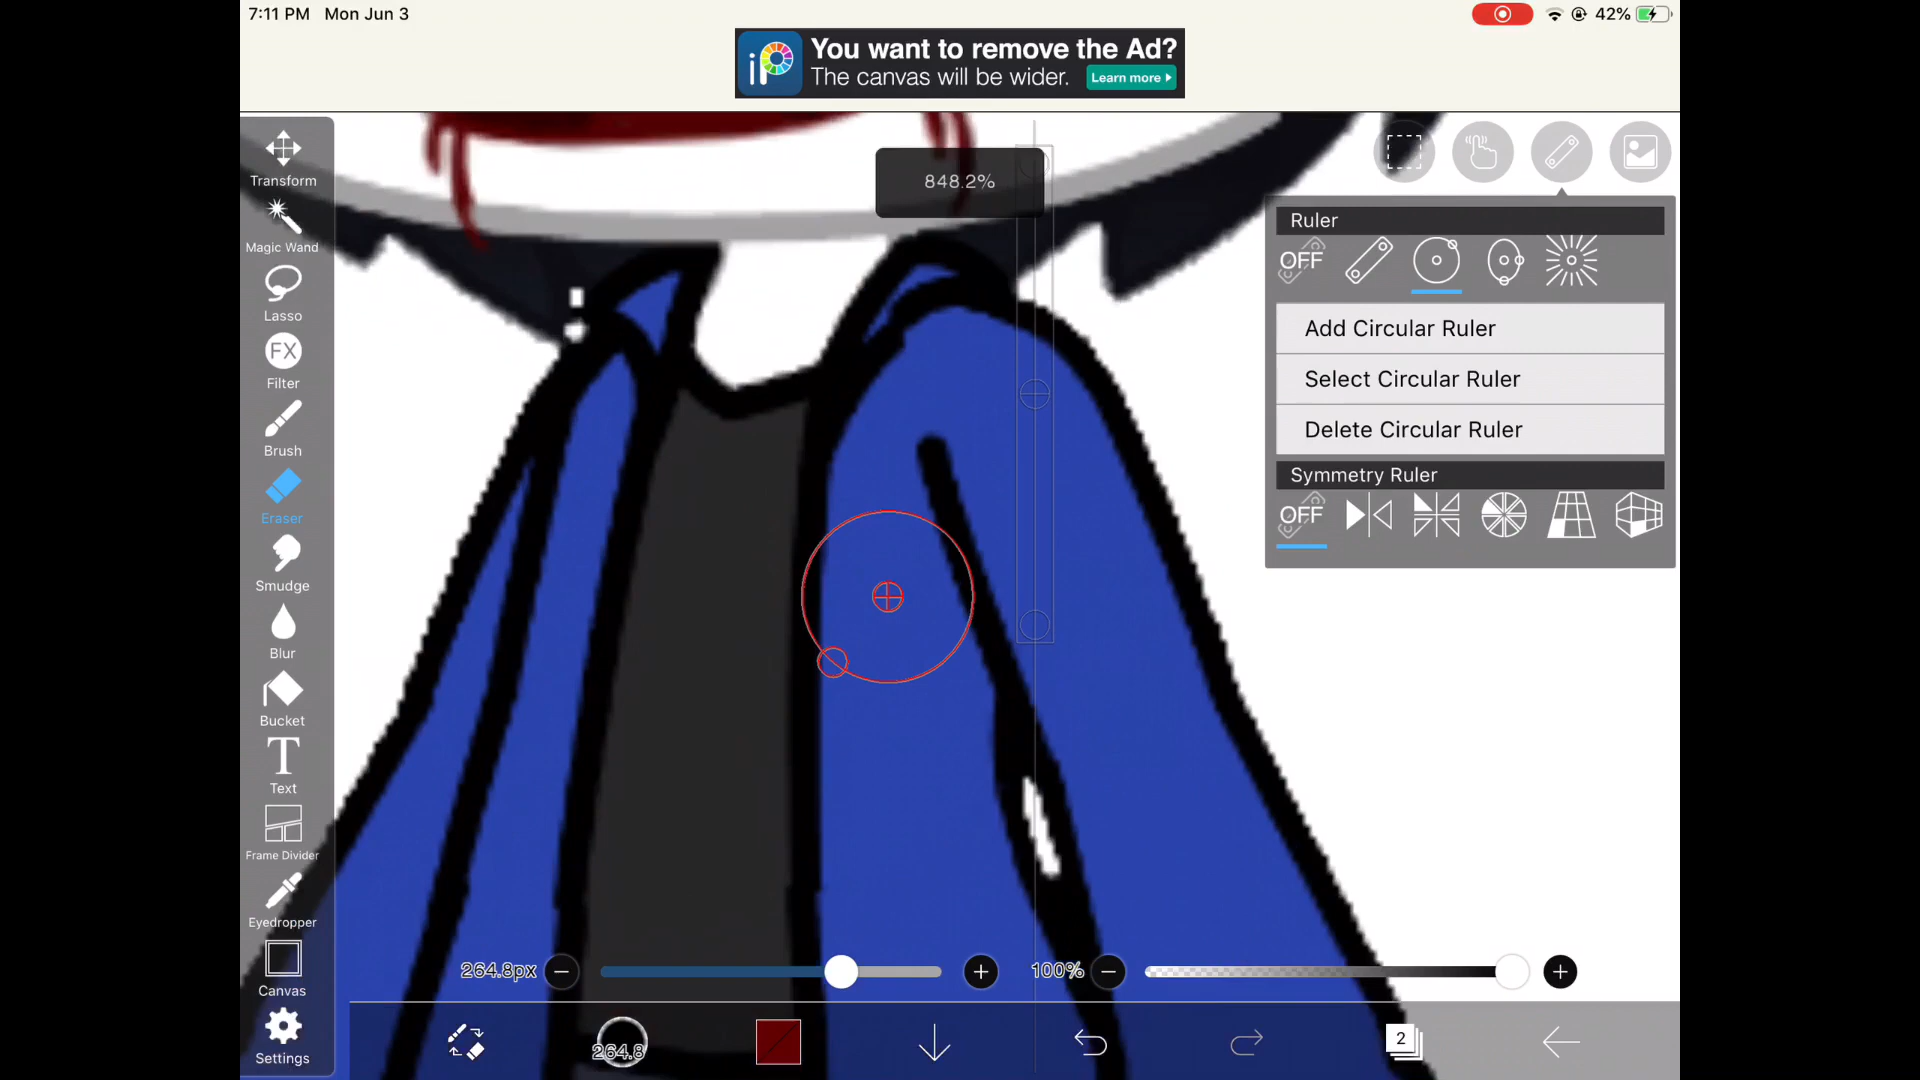 7:11 PM Mon Jun 3
42%
iP
You want to remove the Ad?
The canvas will be wider.
Learn more
848.2%
Transform
Magic Wand
Lasso
FX
Filter
Brush
Eraser
Smudge
Blur
Bucket
T
Text
Frame Divider
Eyedropper
Canvas
Settings
Ruler
OFF
Add Circular Ruler
Select Circular Ruler
Delete Circular Ruler
Symmetry Ruler
OFF
264.8px
100%
264.8
2